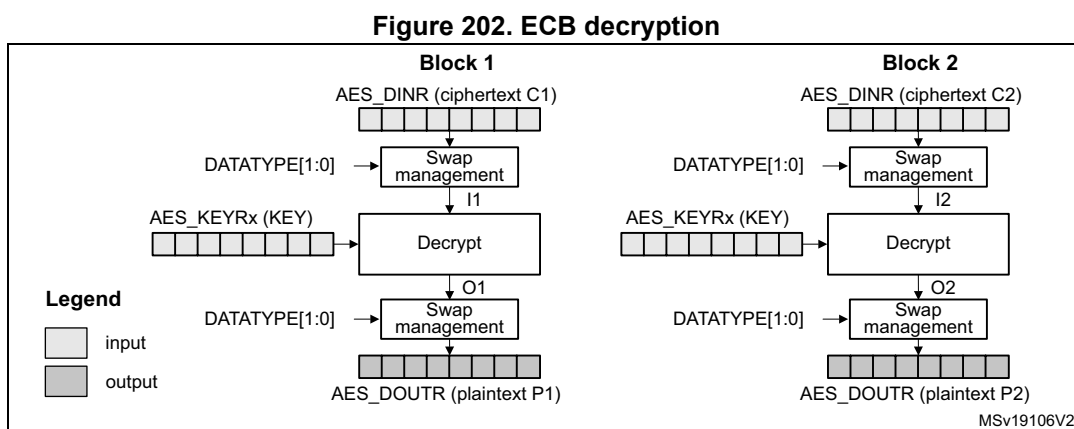 Figure 202. ECB decryption
Block 1
Block 2
AES_DINR (ciphertext C1)
AES_DINR (ciphertext C2)
DATATYPE[1:0]
Swap
management
DATATYPE[1:0]
Swap
management
I1
I2
AES_KEYRx (KEY)
Decrypt
AES_KEYRx (KEY)
Decrypt
O1
O2
Legend
input
output
DATATYPE[1:0]
Swap
management
DATATYPE[1:0]
Swap
management
AES_DOUTR (plaintext P1)
AES_DOUTR (plaintext P2)
MSv19106V2